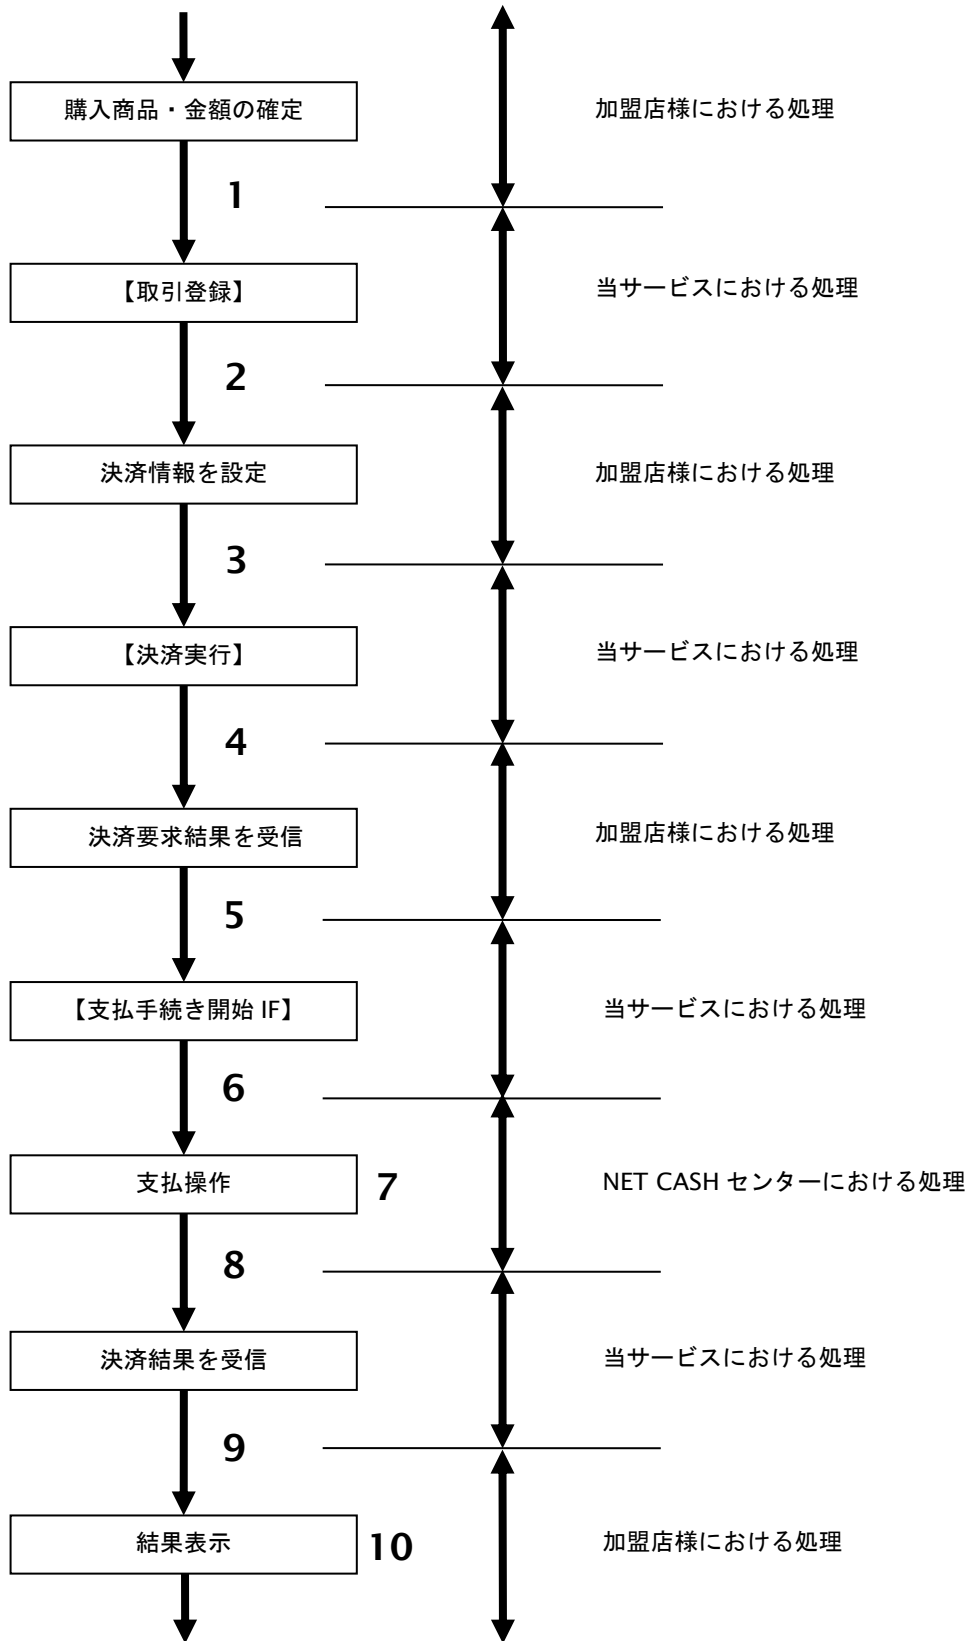 購入商品・金額の確定
加盟店様における処理
1
【取引登録】
当サービスにおける処理
2
決済情報を設定
加盟店様における処理
3
【決済実行】
当サービスにおける処理
4
決済要求結果を受信
加盟店様における処理
5
【支払手続き開始 IF】
当サービスにおける処理
6
支払操作
7
NET CASH センターにおける処理
8
決済結果を受信
当サービスにおける処理
9
結果表示
10
加盟店様における処理